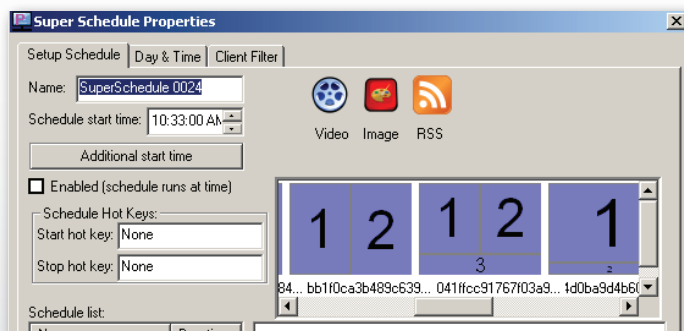 Super Schedule Properties
Setup Schedule Day & Time Client Filter
Name: SuperSchedule 0024
Schedule start time: 10:33:00 AM
Video Image RSS
Additional start time
Enabled (schedule runs at time)
Schedule Hot Keys:
Start hot key: None
Stop hot key: None
1 2 1 2 3 1 2
84... bb1f0ca3b489c639... 041ffcc91767f03a9... 4d0ba9d4b60
Schedule list: